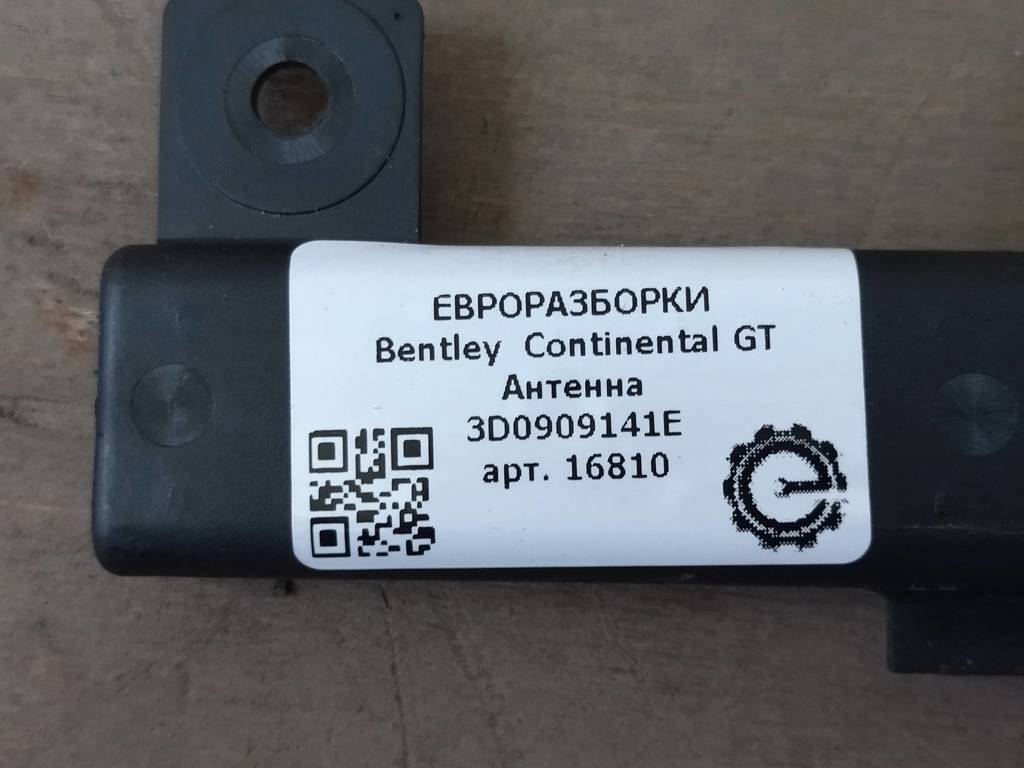 ЕВРОРАЗБОРКИ
Bentley Continental GT
Антенна
3D0909141E
арт. 16810